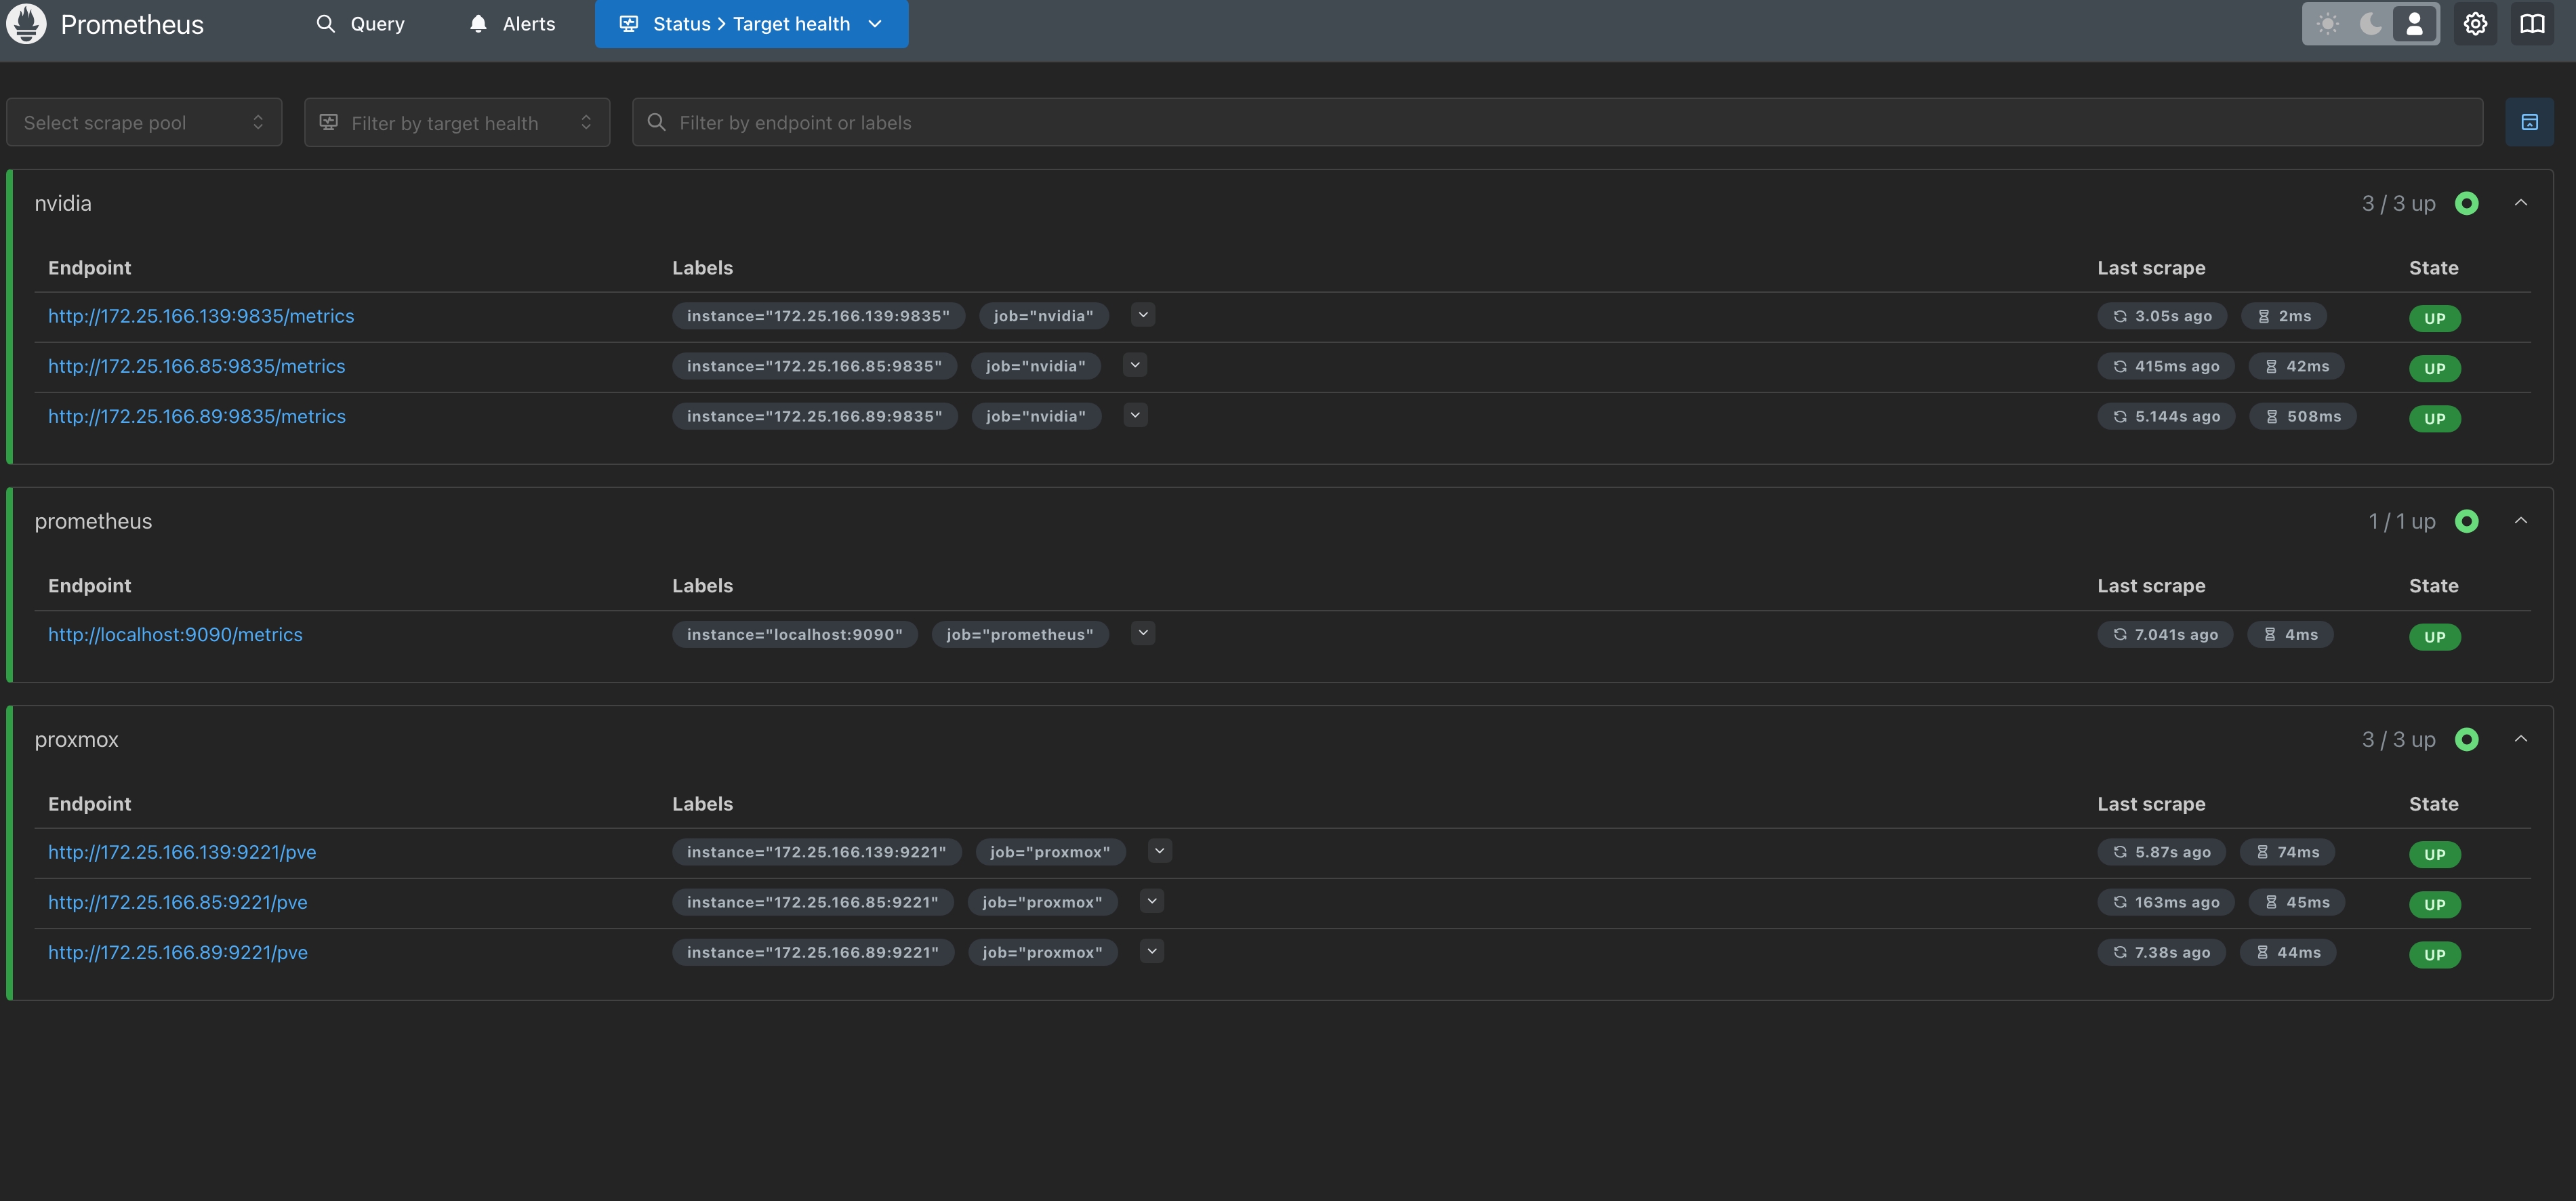 Prometheus Query Alerts Status > Target health
Select scrape pool Filter by target health Filter by endpoint or labels
nvidia 3 / 3 up
Endpoint Labels Last scrape State
http://172.25.166.139:9835/metrics instance="172.25.166.139:9835" job="nvidia" 3.05s ago 2ms UP
http://172.25.166.85:9835/metrics instance="172.25.166.85:9835" job="nvidia" 415ms ago 42ms UP
http://172.25.166.89:9835/metrics instance="172.25.166.89:9835" job="nvidia" 5.144s ago 508ms UP
prometheus 1 / 1 up
Endpoint Labels Last scrape State
http://localhost:9090/metrics instance="localhost:9090" job="prometheus" 7.041s ago 4ms UP
proxmox 3 / 3 up
Endpoint Labels Last scrape State
http://172.25.166.139:9221/pve instance="172.25.166.139:9221" job="proxmox" 5.87s ago 74ms UP
http://172.25.166.85:9221/pve instance="172.25.166.85:9221" job="proxmox" 163ms ago 45ms UP
http://172.25.166.89:9221/pve instance="172.25.166.89:9221" job="proxmox" 7.38s ago 44ms UP